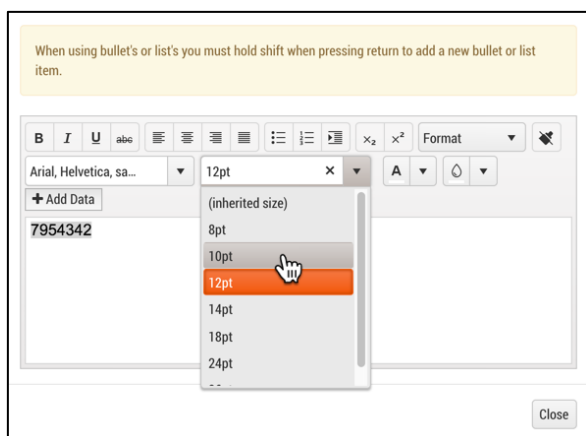 When using bullet's or list's you must hold shift when pressing return to add a new bullet or list
item.
B I U abc x₂ x² Format
Arial, Helvetica, sa... 12pt × A
+ Add Data
(inherited size)
7954342
8pt
10pt
12pt
14pt
18pt
24pt
Close